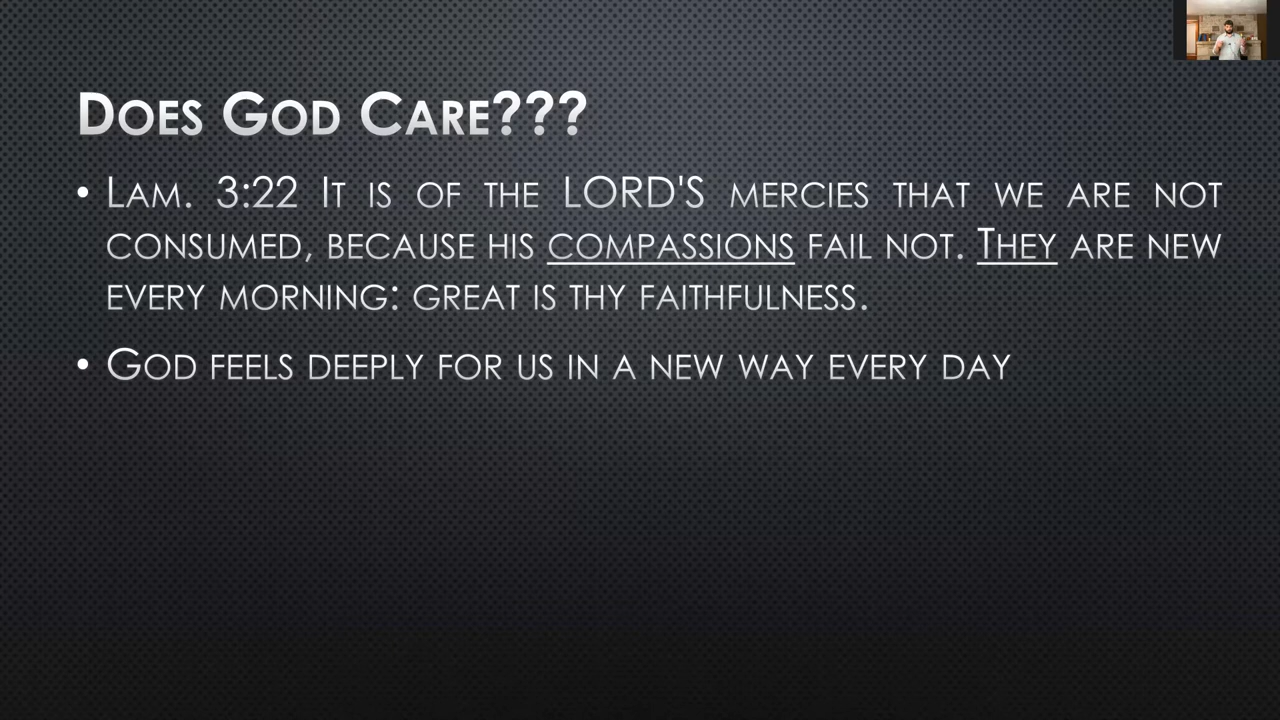 Does God Care???
• Lam. 3:22 It is of the LORD'S mercies that we are not
consumed, because his compassions fail not. They are new
every morning: great is thy faithfulness.
• God feels deeply for us in a new way every day